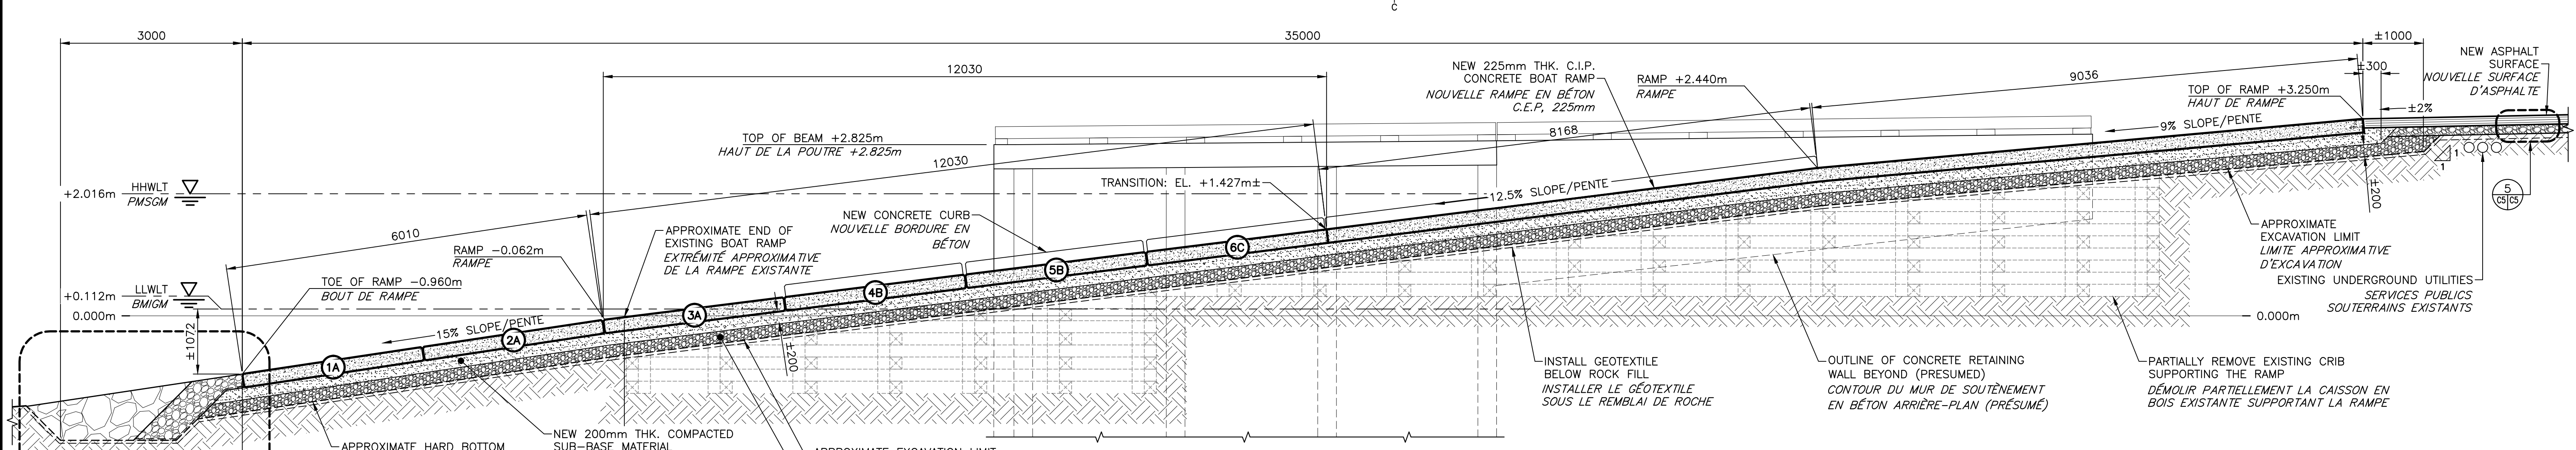 C
3000
35000
±1000
12030
NEW 225mm THK. C.I.P.
CONCRETE BOAT RAMP
NOUVELLE RAMPE EN BÉTON
C.E.P, 225mm
RAMP +2.440m
RAMPE
9036
±300
NEW ASPHALT
SURFACE
NOUVELLE SURFACE
D'ASPHALTE
TOP OF RAMP +3.250m
HAUT DE RAMPE
±2%
9% SLOPE/PENTE
TOP OF BEAM +2.825m
HAUT DE LA POUTRE +2.825m
12030
8168
+2.016m
HHWLT
PMSGM
TRANSITION: EL. +1.427m±
12.5% SLOPE/PENTE
1
1
±200
5
C5 C5
6010
NEW CONCRETE CURB
NOUVELLE BORDURE EN
BÉTON
APPROXIMATE END OF
EXISTING BOAT RAMP
EXTRÉMITÉ APPROXIMATIVE
DE LA RAMPE EXISTANTE
RAMP -0.062m
RAMPE
TOE OF RAMP -0.960m
BOUT DE RAMPE
APPROXIMATE
EXCAVATION LIMIT
LIMITE APPROXIMATIVE
D'EXCAVATION
EXISTING UNDERGROUND UTILITIES
SERVICES PUBLICS
SOUTERRAINS EXISTANTS
+0.112m
LLWLT
BMIGM
0.000m
0.000m
±1072
15% SLOPE/PENTE
1A
2A
3A
4B
5B
6C
±200
INSTALL GEOTEXTILE
BELOW ROCK FILL
INSTALLER LE GÉOTEXTILE
SOUS LE REMBLAI DE ROCHE
OUTLINE OF CONCRETE RETAINING
WALL BEYOND (PRESUMED)
CONTOUR DU MUR DE SOUTÈNEMENT
EN BÉTON ARRIÈRE-PLAN (PRÉSUMÉ)
PARTIALLY REMOVE EXISTING CRIB
SUPPORTING THE RAMP
DÉMOLIR PARTIELLEMENT LA CAISSON EN
BOIS EXISTANTE SUPPORTANT LA RAMPE
APPROXIMATE HARD BOTTOM
NEW 200mm THK. COMPACTED
SUB-BASE MATERIAL
APPROXIMATE EXCAVATION LIMIT